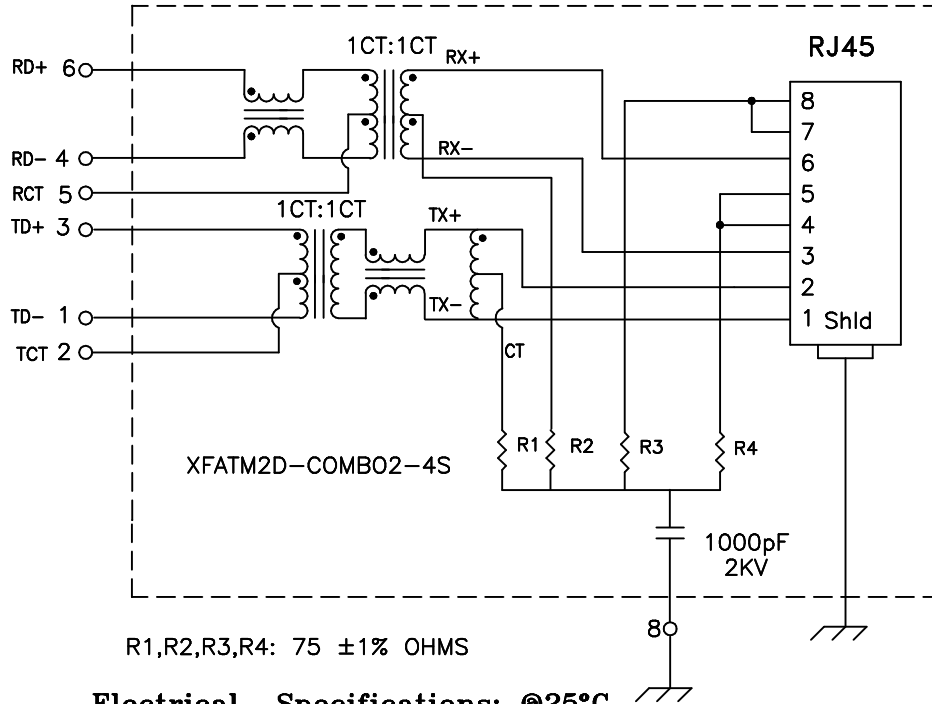 1CT:1CT
RJ45
RD+ 6
RX+
8
7
RD- 4
RX-
6
RCT 5
5
1CT:1CT
TD+ 3
TX+
4
3
2
TD- 1
TX-
1 Shld
TCT 2
CT
R1 R2 R3 R4
XFATM2D-COMBO2-4S
1000pF
2KV
8
R1,R2,R3,R4: 75 ±1% OHMS
Electrical Specifications: @25°C